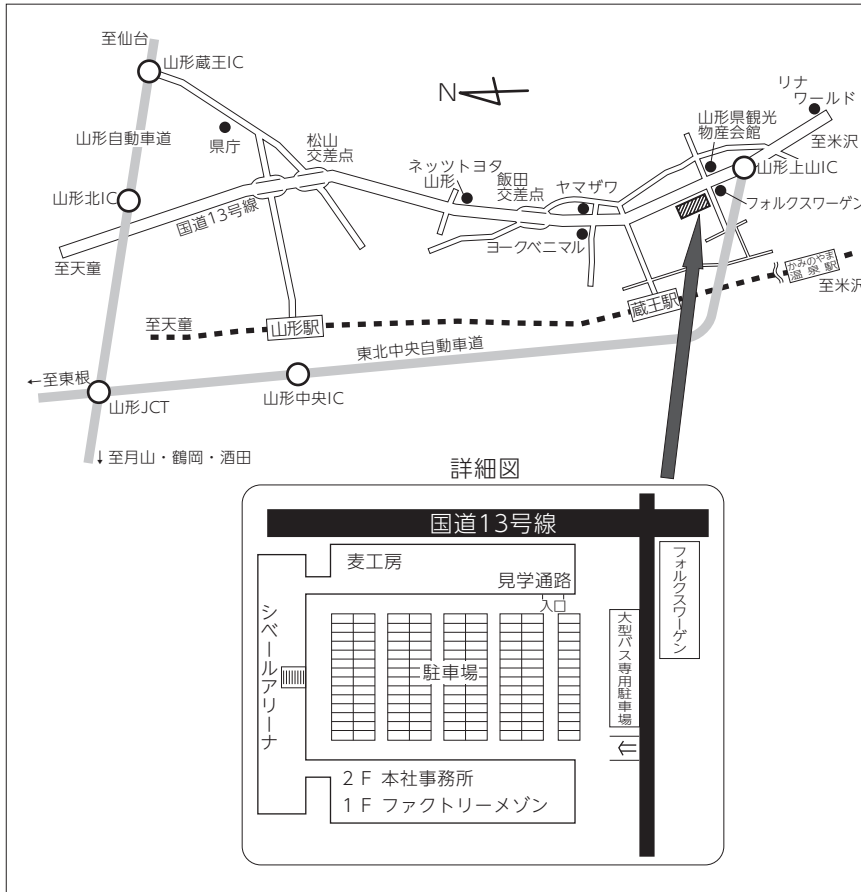 至仙台
山形蔵王IC
山形自動車道
県庁
松山
交差点
N
リナ
ワールド
山形県観光
物産会館
至米沢
山形上山IC
ネッツトヨタ
山形
飯田
交差点
ヤマザワ
山形北IC
国道13号線
フォルクスワーゲン
ヨークベニマル
至天童
かみのやま
温泉駅
至米沢
蔵王駅
至天童
山形駅
東北中央自動車道
←至東根
山形JCT
山形中央IC
↓至月山・鶴岡・酒田
詳細図
国道13号線
麦工房
見学通路
入口
フォルクスワーゲン
シベールアリーナ
駐車場
大型バス専用駐車場
⇐
2F 本社事務所
1F ファクトリーメゾン